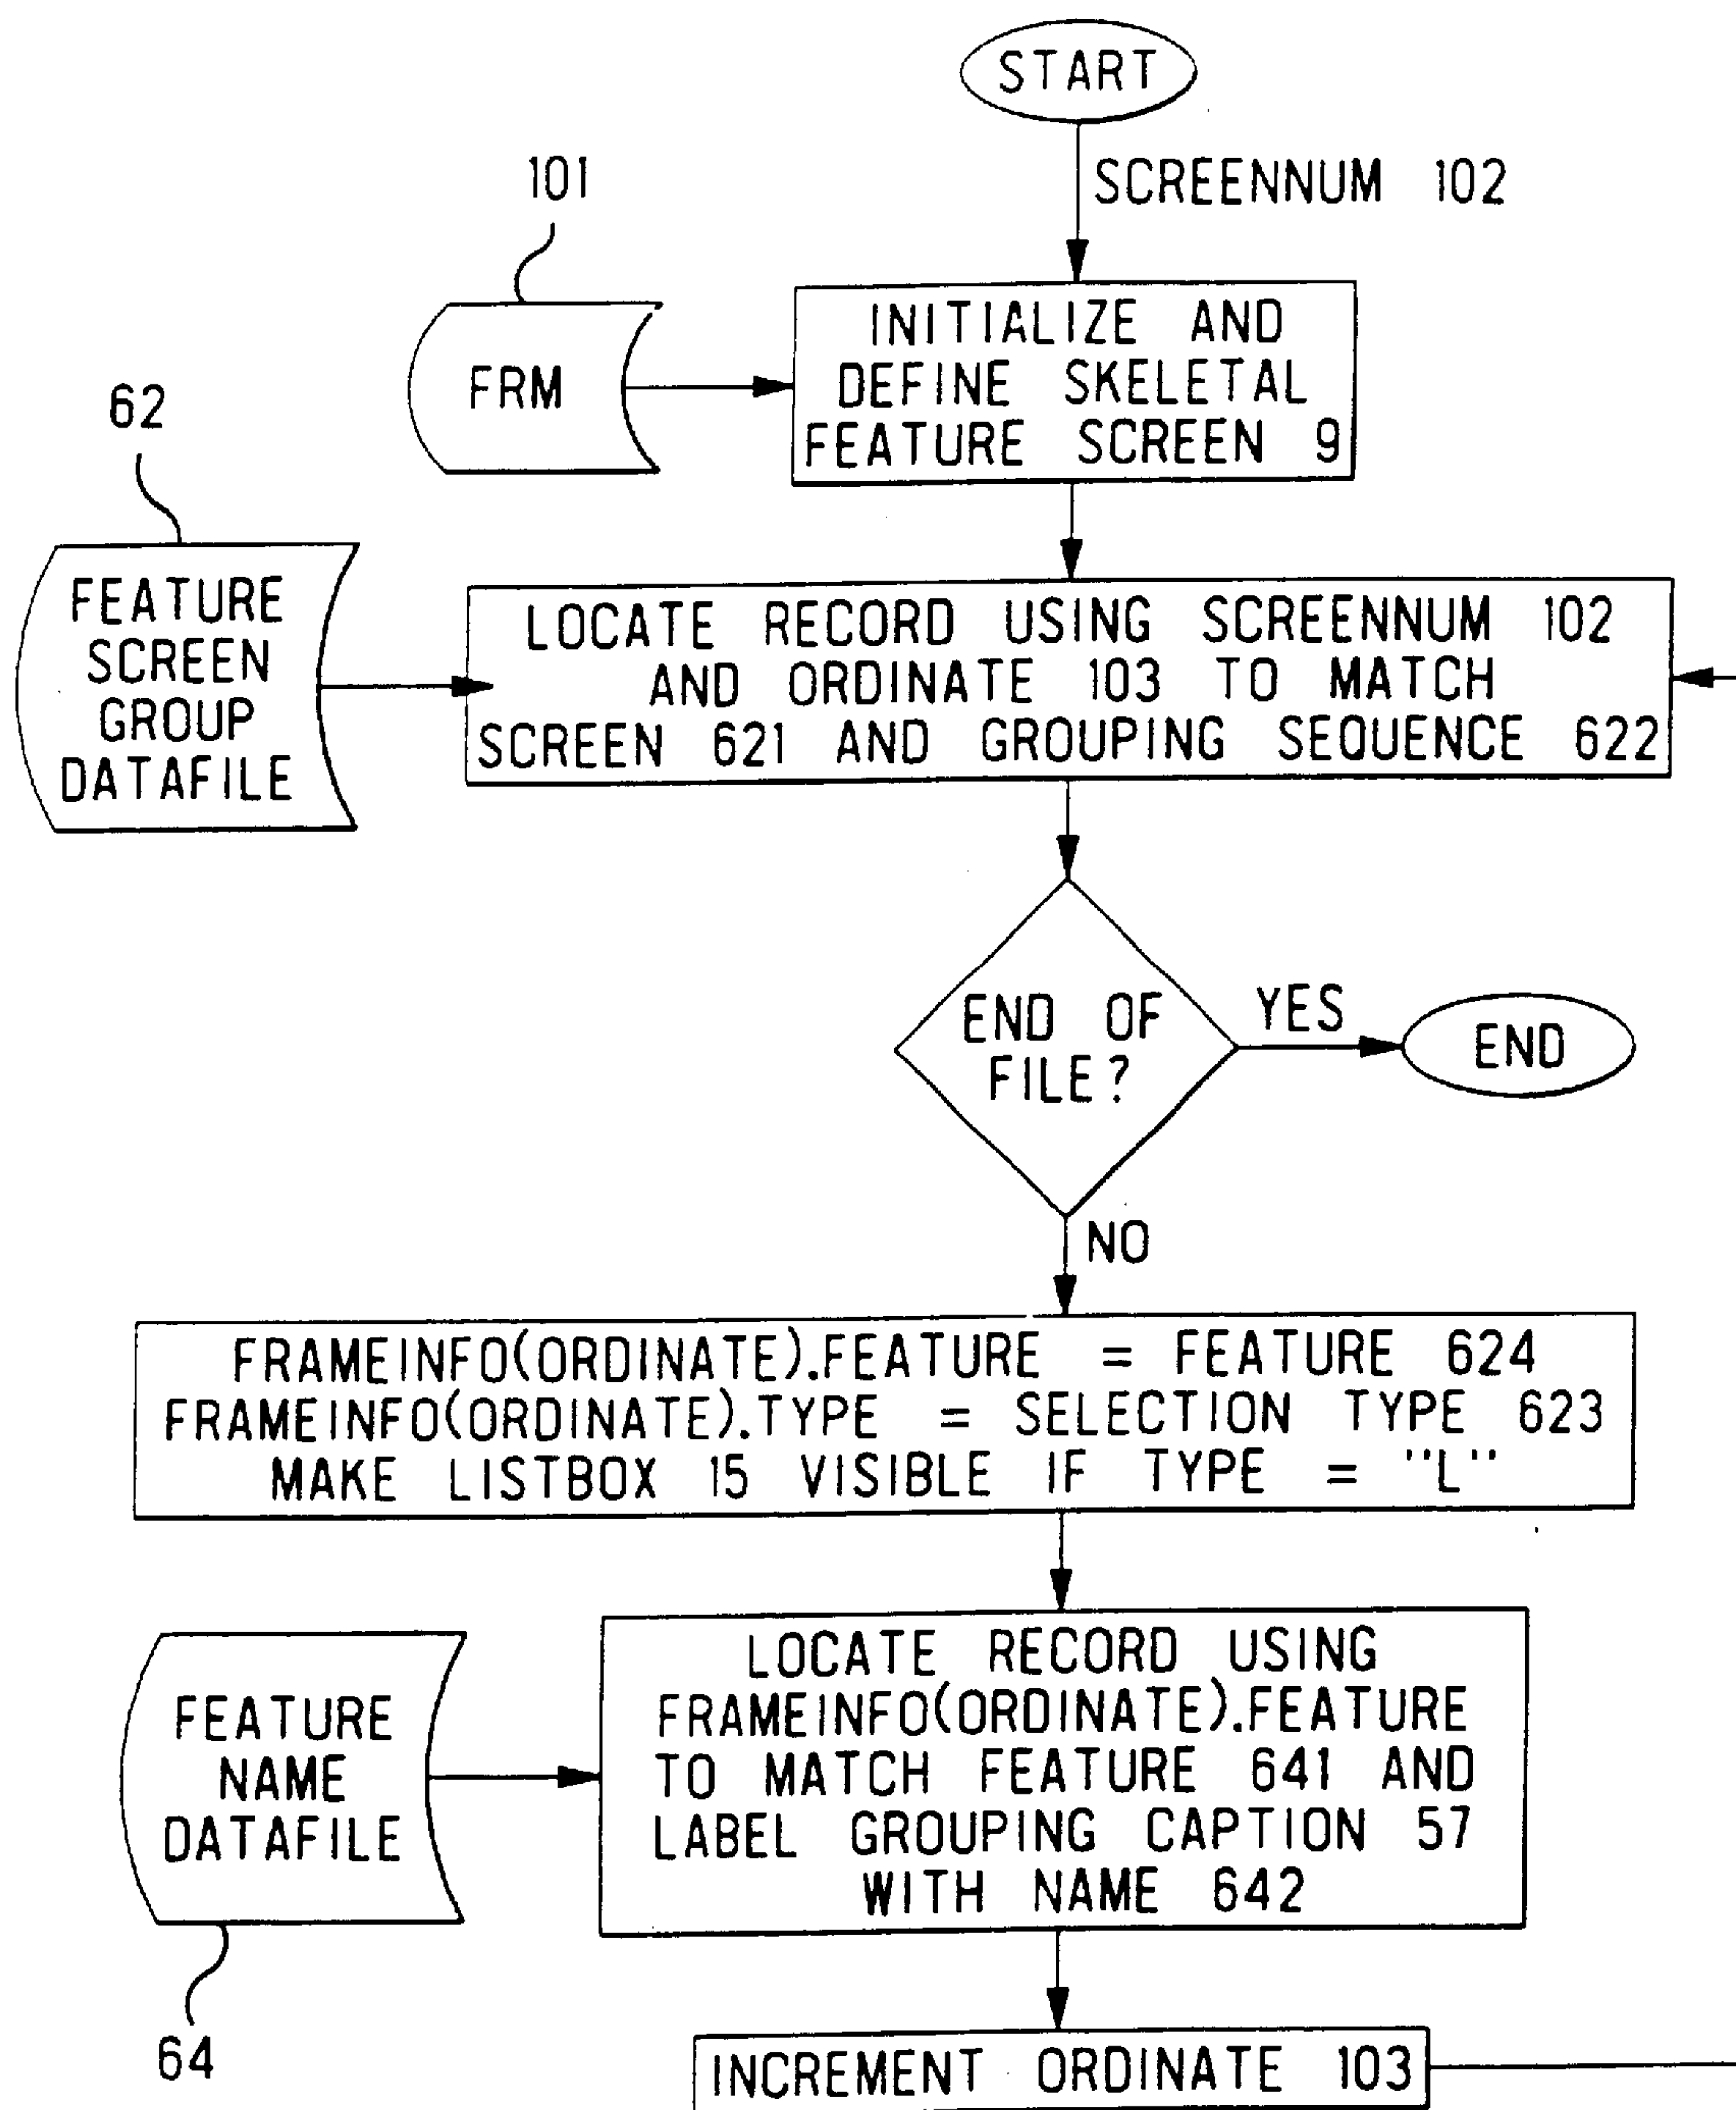 START
SCREENNUM 102
101
FRM
INITIALIZE AND
DEFINE SKELETAL
FEATURE SCREEN 9
62
FEATURE
SCREEN
GROUP
DATAFILE
LOCATE RECORD USING SCREENNUM 102
AND ORDINATE 103 TO MATCH
SCREEN 621 AND GROUPING SEQUENCE 622
END OF
FILE?
YES
END
NO
FRAMEINFO(ORDINATE).FEATURE = FEATURE 624
FRAMEINFO(ORDINATE).TYPE = SELECTION TYPE 623
MAKE LISTBOX 15 VISIBLE IF TYPE = "L"
FEATURE
NAME
DATAFILE
64
LOCATE RECORD USING
FRAMEINFO(ORDINATE).FEATURE
TO MATCH FEATURE 641 AND
LABEL GROUPING CAPTION 57
WITH NAME 642
INCREMENT ORDINATE 103